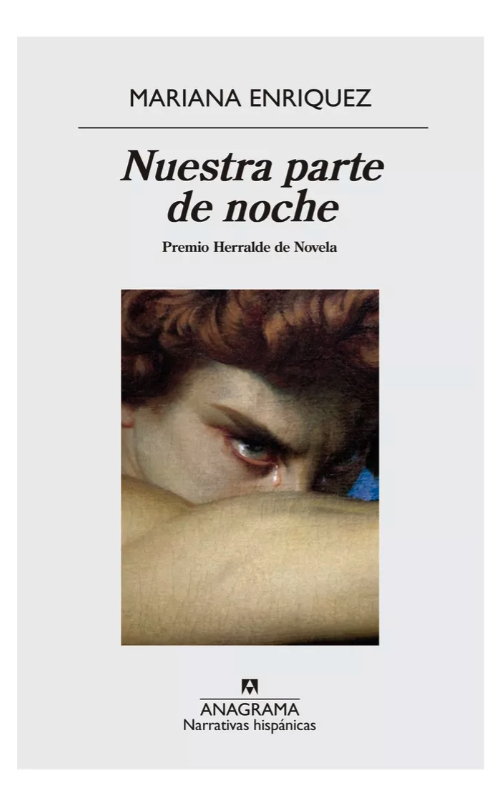 MARIANA ENRIQUEZ
Nuestra parte
de noche
Premio Herralde de Novela
ANAGRAMA
Narrativas hispánicas